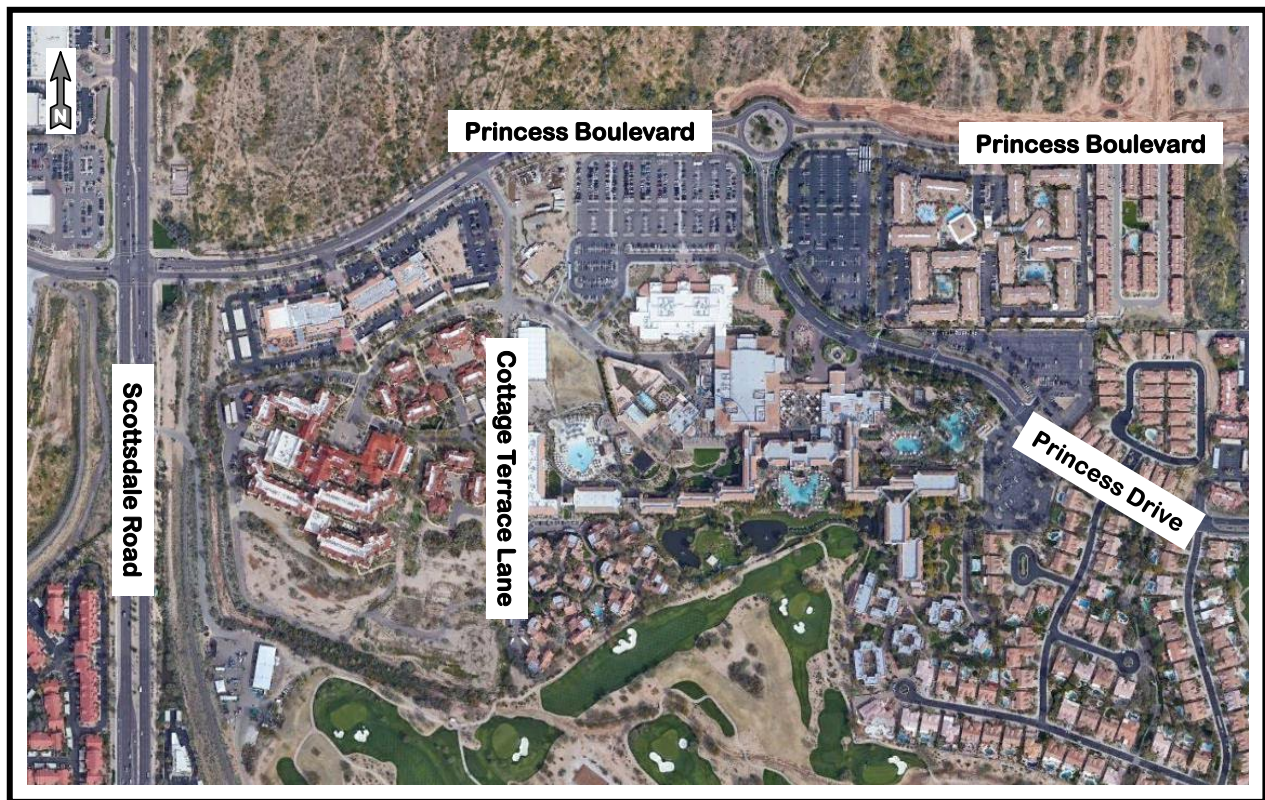 N
Princess Boulevard
Princess Boulevard
Scottsdale Road
Cottage Terrace Lane
Princess Drive